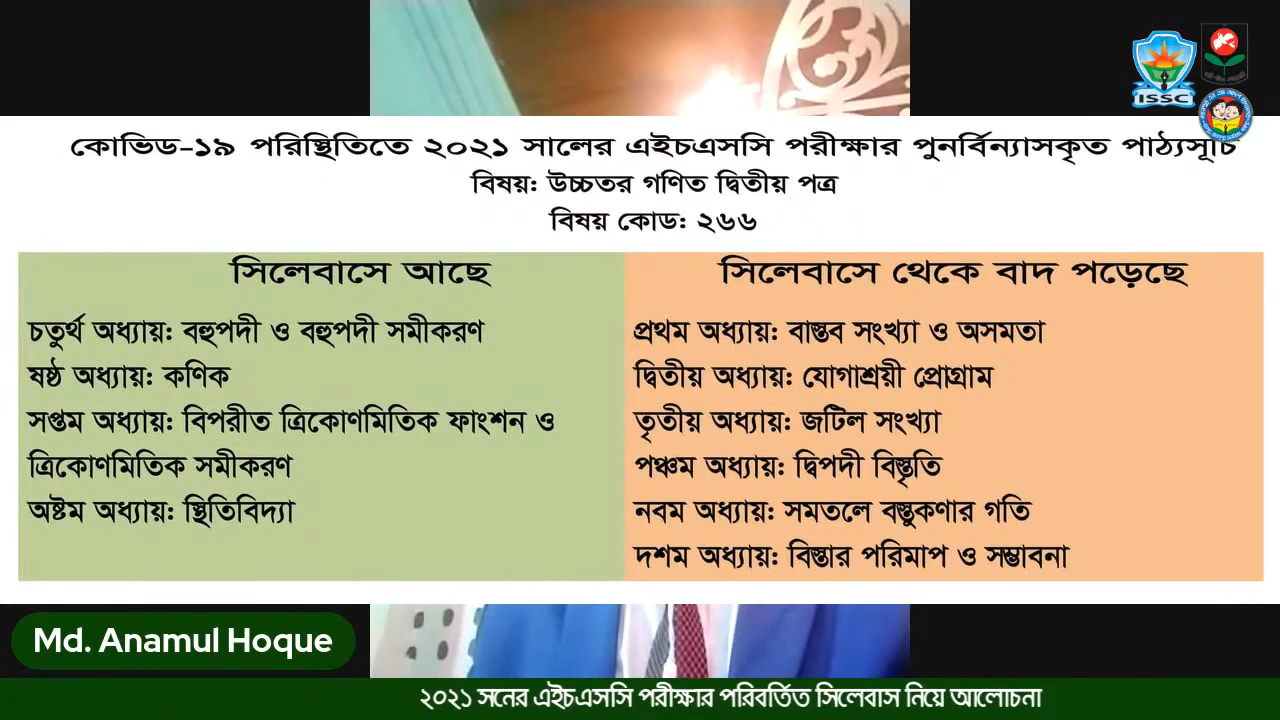 ISSC
কোভিড-১৯ পরিস্থিতিতে ২০২১ সালের এইচএসসি পরীক্ষার পুনর্বিন্যাসকৃত পাঠ্যসূচি
বিষয়: উচ্চতর গণিত দ্বিতীয় পত্র
বিষয় কোড: ২৬৬
সিলেবাসে আছে
চতুর্থ অধ্যায়: বহুপদী ও বহুপদী সমীকরণ
ষষ্ঠ অধ্যায়: কণিক
সপ্তম অধ্যায়: বিপরীত ত্রিকোণমিতিক ফাংশন ও
ত্রিকোণমিতিক সমীকরণ
অষ্টম অধ্যায়: স্থিতিবিদ্যা
সিলেবাসে থেকে বাদ পড়েছে
প্রথম অধ্যায়: বাস্তব সংখ্যা ও অসমতা
দ্বিতীয় অধ্যায়: যোগাশ্রয়ী প্রোগ্রাম
তৃতীয় অধ্যায়: জটিল সংখ্যা
পঞ্চম অধ্যায়: দ্বিপদী বিস্তৃতি
নবম অধ্যায়: সমতলে বস্তুকণার গতি
দশম অধ্যায়: বিস্তার পরিমাপ ও সম্ভাবনা
Md. Anamul Hoque
২০২১ সনের এইচএসসি পরীক্ষার পরিবর্তিত সিলেবাস নিয়ে আলোচনা